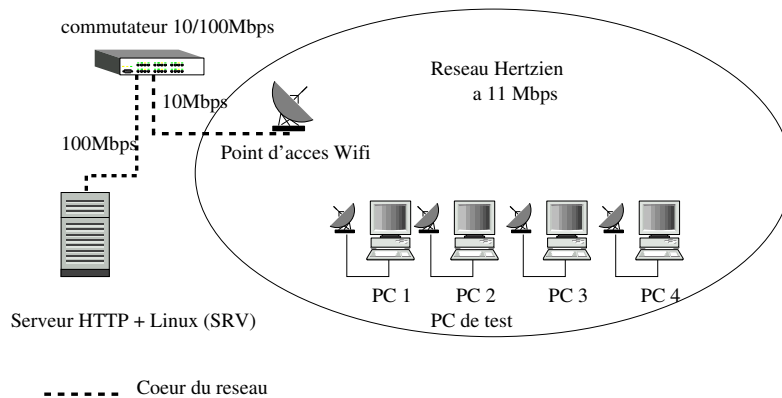 commutateur 10/100Mbps
Reseau Hertzien
a 11 Mbps
10Mbps
100Mbps
Point d'acces Wifi
PC 1
PC 2
PC 3
PC 4
Serveur HTTP + Linux (SRV)
PC de test
Coeur du reseau